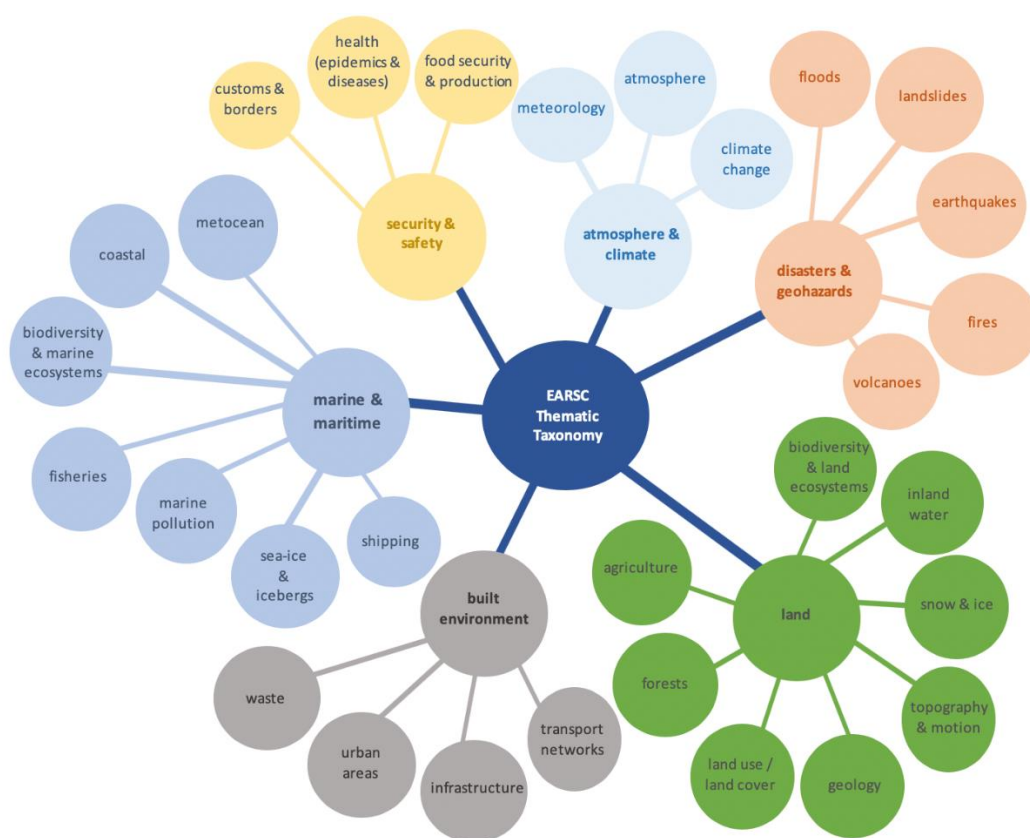 EARSC
Thematic
Taxonomy
security &
safety
customs &
borders
health
(epidemics &
diseases)
food security
& production
atmosphere &
climate
meteorology
atmosphere
climate
change
disasters &
geohazards
floods
landslides
earthquakes
fires
volcanoes
land
biodiversity
& land
ecosystems
inland
water
snow & ice
topography
& motion
geology
land use /
land cover
forests
agriculture
built
environment
transport
networks
infrastructure
urban
areas
waste
marine &
maritime
metocean
coastal
biodiversity
& marine
ecosystems
fisheries
marine
pollution
sea-ice
&
icebergs
shipping